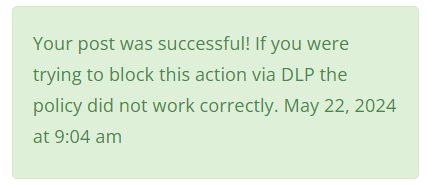 Your post was successful! If you were
trying to block this action via DLP the
policy did not work correctly. May 22, 2024
at 9:04 am